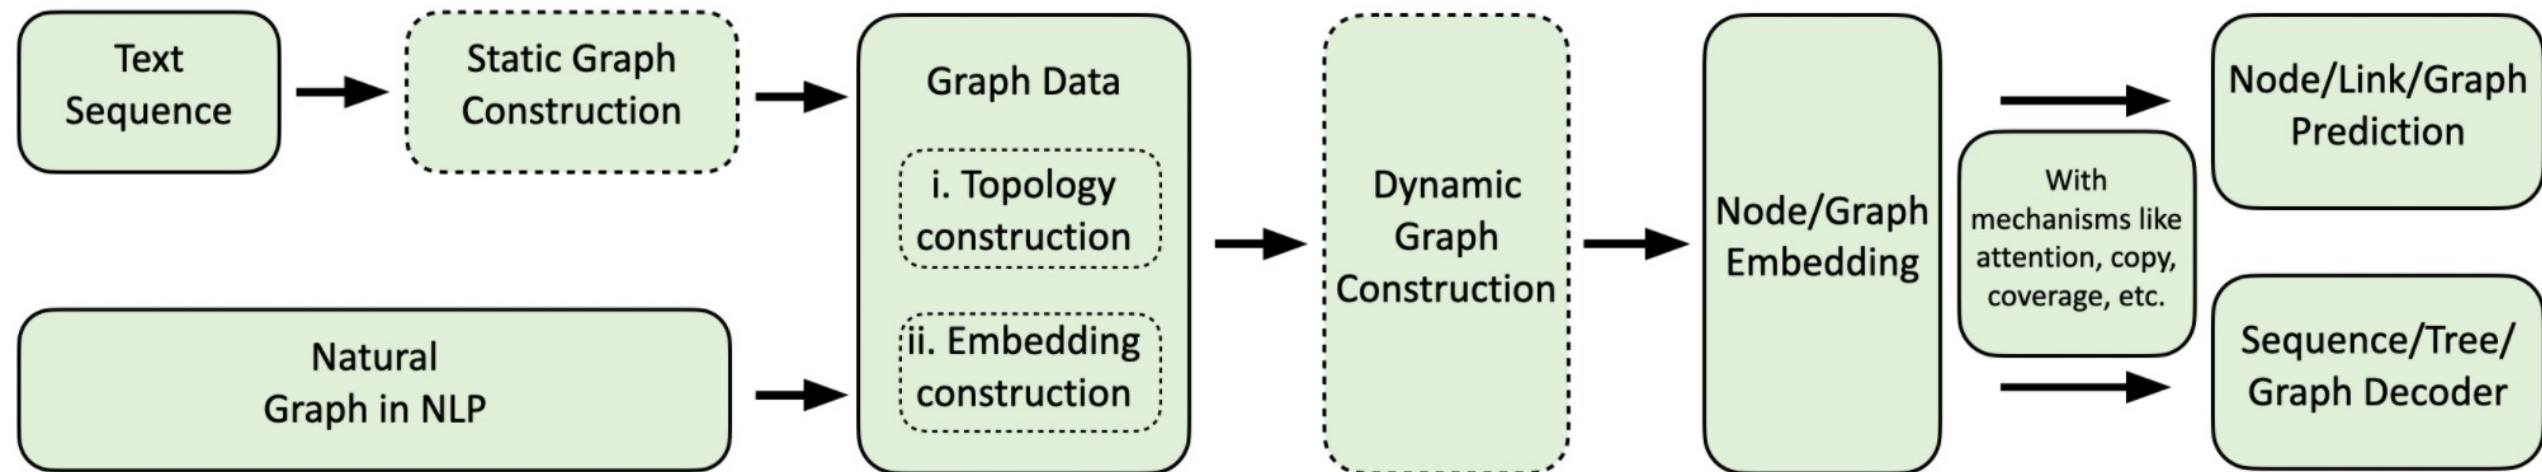 Text
Sequence
Static Graph
Construction
Natural
Graph in NLP
Graph Data
i. Topology
construction
ii. Embedding
construction
Dynamic
Graph
Construction
Node/Graph
Embedding
With
mechanisms like
attention, copy,
coverage, etc.
Node/Link/Graph
Prediction
Sequence/Tree/
Graph Decoder